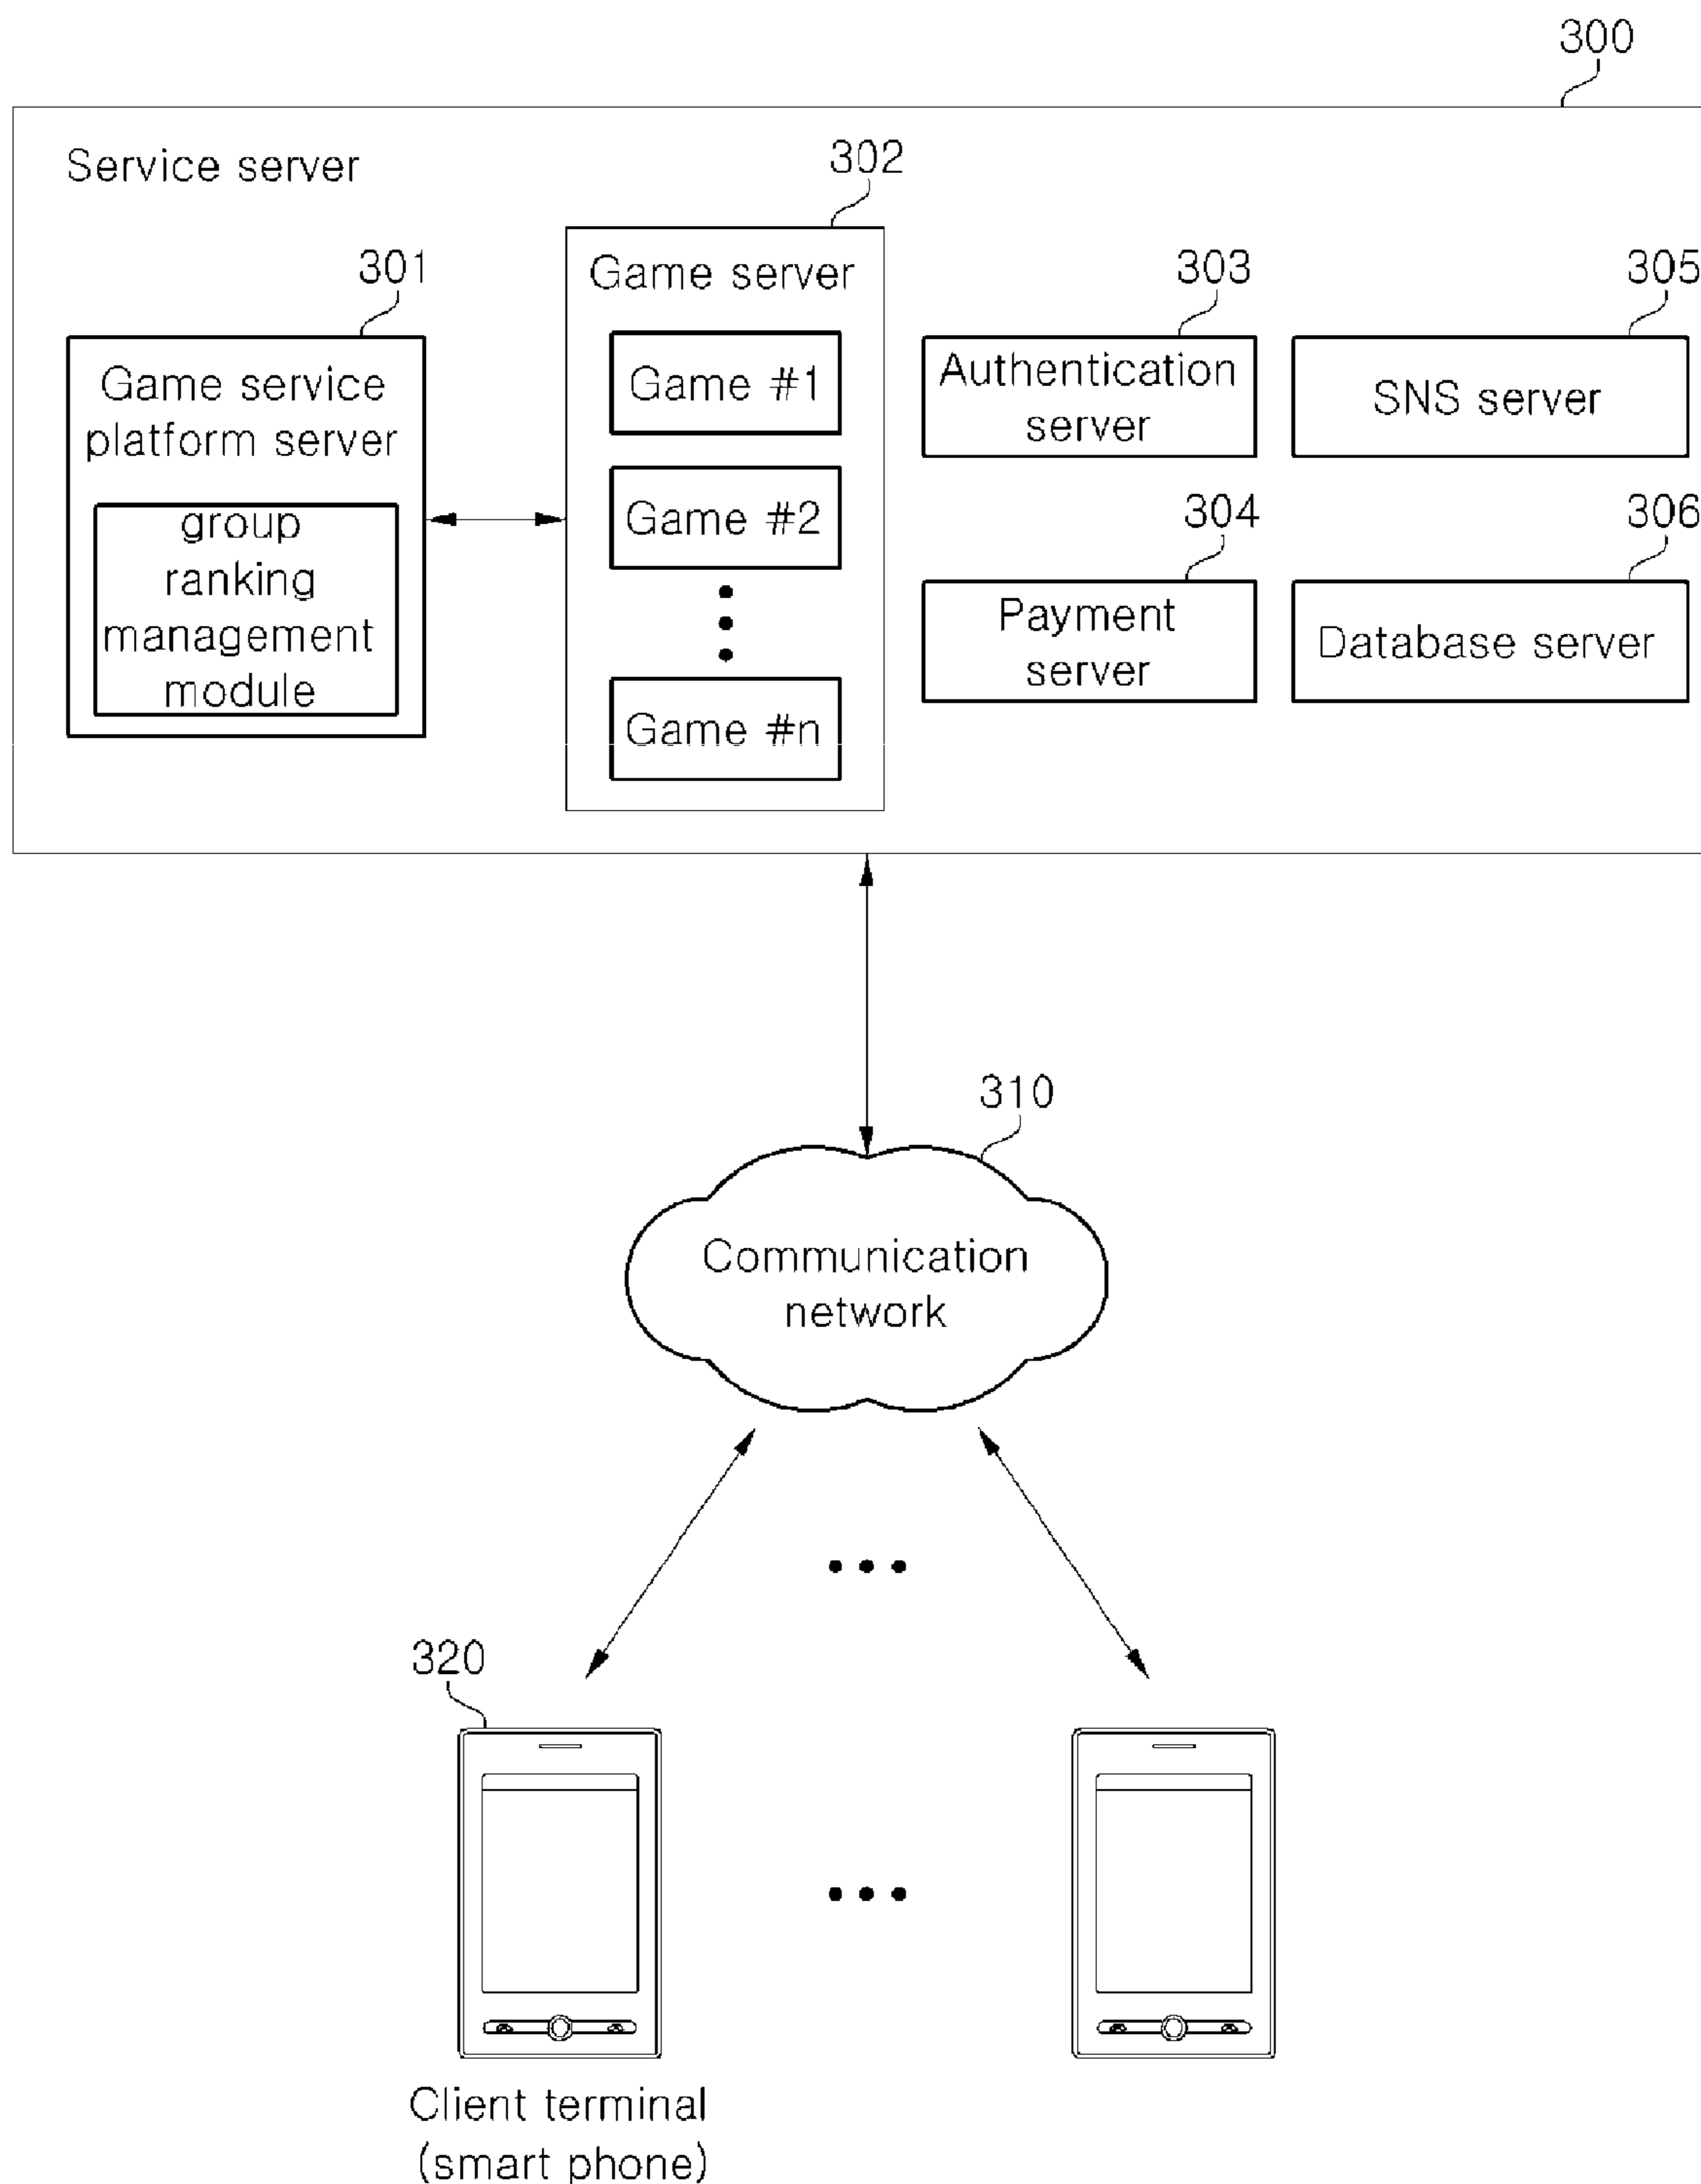 300
Service server
302
301
Game server
303
305
Game service
platform server
Game #1
Authentication
server
SNS server
group
ranking
management
module
Game #2
304
306
Payment
server
Database server
Game #n
310
Communication
network
320
Client terminal
(smart phone)